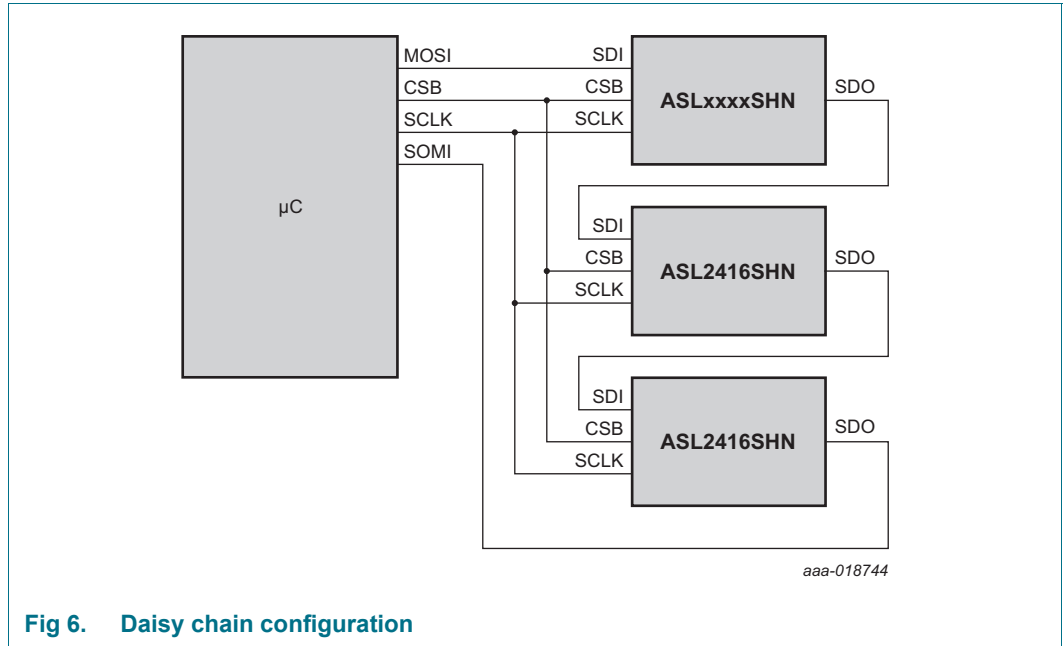 MOSI
CSB
SCLK
SOMI
µC
SDI
CSB
SCLK
ASLxxxxSHN
SDO
SDI
CSB
SCLK
ASL2416SHN
SDO
SDI
CSB
SCLK
ASL2416SHN
SDO
aaa-018744
Fig 6. Daisy chain configuration